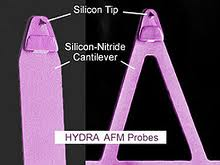 Silicon Tip
Silicon-Nitride
Cantilever
HYDRA AFM Probes